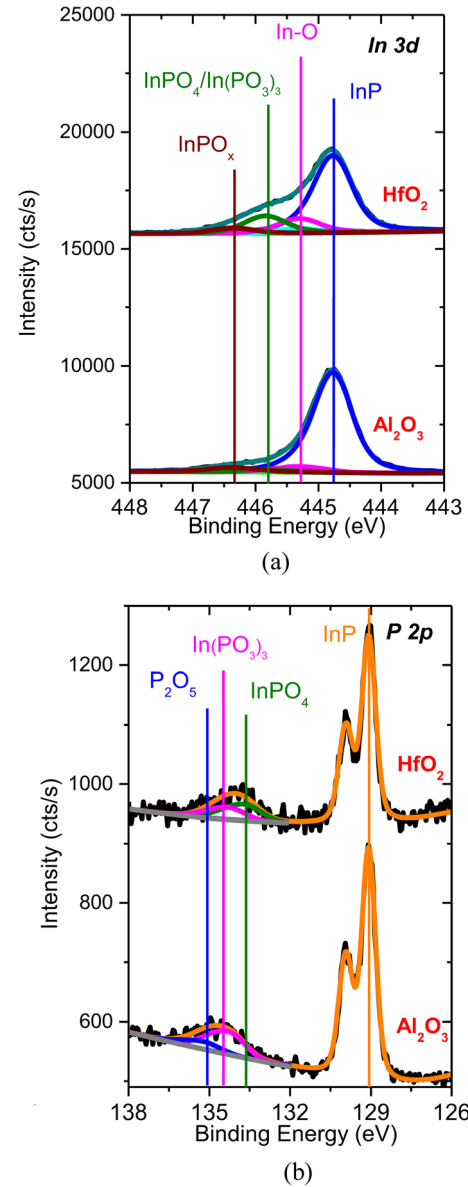 In 3d
In-O
InPO4/In(PO3)3
InP
InPOx
HfO2
Al2O3
25000
20000
15000
10000
5000
Intensity (cts/s)
448 447 446 445 444 443
Binding Energy (eV)
(a)
P 2p
InP
In(PO3)3
P2O5
InPO4
HfO2
Al2O3
1200
1000
800
600
Intensity (cts/s)
138 135 132 129 126
Binding Energy (eV)
(b)